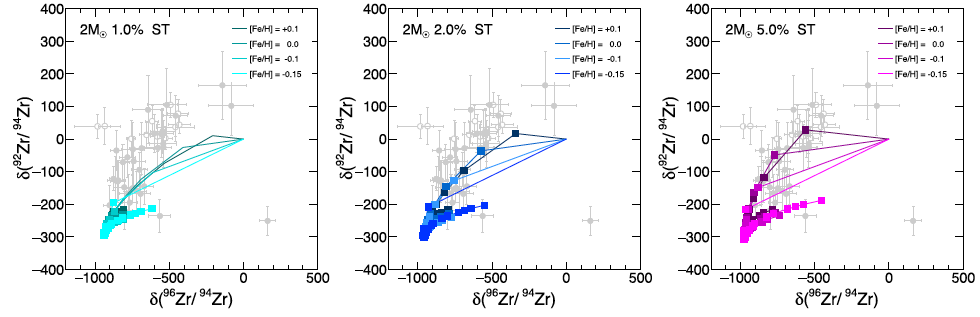 2M☉ 1.0% ST
[Fe/H] = +0.1
[Fe/H] = 0.0
[Fe/H] = -0.1
[Fe/H] = -0.15
400
300
200
100
0
−100
−200
−300
−400
−1000
−500
0
500
δ(92Zr/ 94Zr)
δ(96Zr/ 94Zr)
2M☉ 2.0% ST
[Fe/H] = +0.1
[Fe/H] = 0.0
[Fe/H] = -0.1
[Fe/H] = -0.15
400
300
200
100
0
−100
−200
−300
−400
−1000
−500
0
500
δ(92Zr/ 94Zr)
δ(96Zr/ 94Zr)
2M☉ 5.0% ST
[Fe/H] = +0.1
[Fe/H] = 0.0
[Fe/H] = -0.1
[Fe/H] = -0.15
400
300
200
100
0
−100
−200
−300
−400
−1000
−500
0
500
δ(92Zr/ 94Zr)
δ(96Zr/ 94Zr)